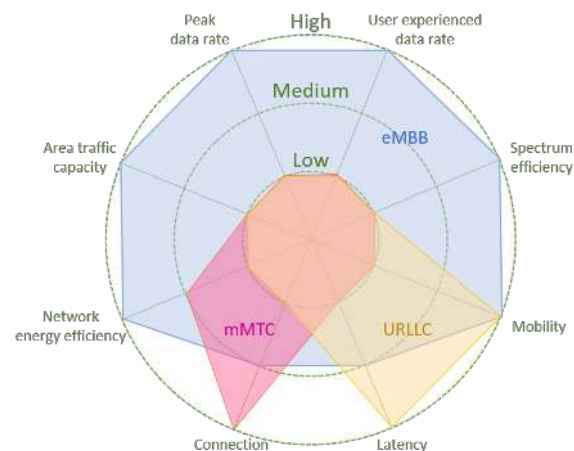 Peak
data rate
High
User experienced
data rate
Medium
eMBB
Area traffic
capacity
Low
Spectrum
efficiency
Network
energy efficiency
mMTC
URLLC
Mobility
Connection
Latency